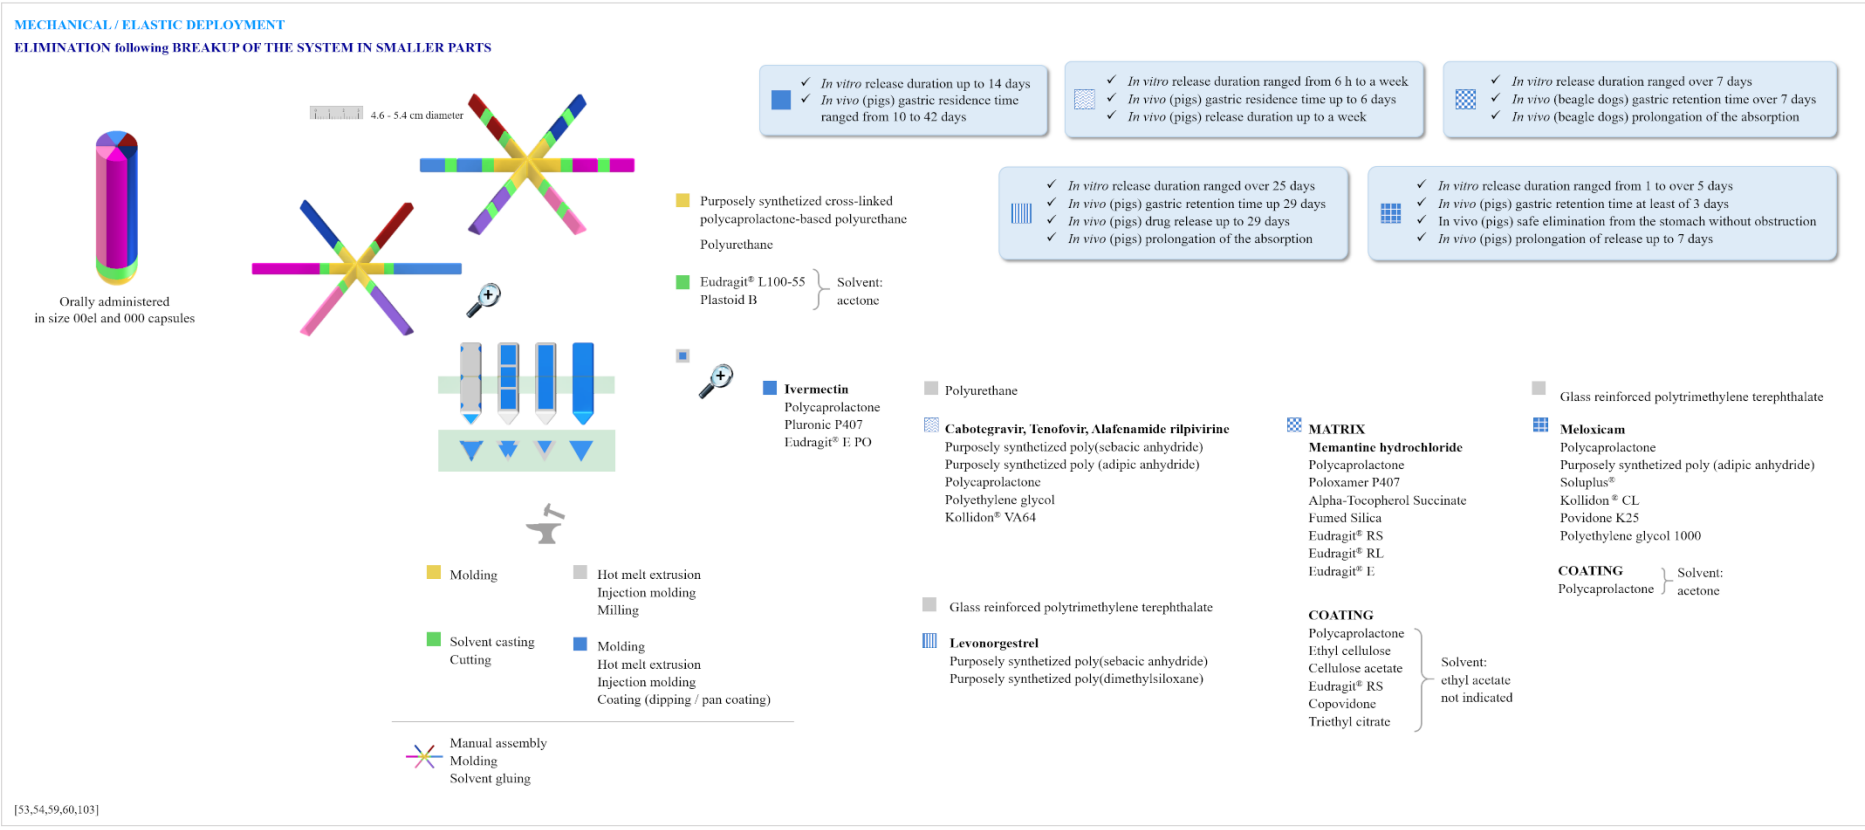 MECHANICAL / ELASTIC DEPLOYMENT
ELIMINATION following BREAKUP OF THE SYSTEM IN SMALLER PARTS
4.6 - 5.4 cm diameter
Orally administered
in size 00el and 000 capsules
✓ In vitro release duration up to 14 days
✓ In vivo (pigs) gastric residence time
ranged from 10 to 42 days
✓ In vitro release duration ranged from 6 h to a week
✓ In vivo (pigs) gastric residence time up to 6 days
✓ In vivo (pigs) release duration up to a week
✓ In vitro release duration ranged over 7 days
✓ In vivo (beagle dogs) gastric retention time over 7 days
✓ In vivo (beagle dogs) prolongation of the absorption
✓ In vitro release duration ranged over 25 days
✓ In vivo (pigs) gastric retention time up 29 days
✓ In vivo (pigs) drug release up to 29 days
✓ In vivo (pigs) prolongation of the absorption
✓ In vitro release duration ranged from 1 to over 5 days
✓ In vivo (pigs) gastric retention time at least of 3 days
✓ In vivo (pigs) safe elimination from the stomach without obstruction
✓ In vivo (pigs) prolongation of release up to 7 days
Purposely synthetized cross-linked
polycaprolactone-based polyurethane
Polyurethane
Eudragit® L100-55
Plastoid B
Solvent:
acetone
Ivermectin
Polycaprolactone
Pluronic P407
Eudragit® E PO
Polyurethane
Cabotegravir, Tenofovir, Alafenamide rilpivirine
Purposely synthetized poly(sebacic anhydride)
Purposely synthetized poly (adipic anhydride)
Polycaprolactone
Polyethylene glycol
Kollidon® VA64
Glass reinforced polytrimethylene terephthalate
Levonorgestrel
Purposely synthetized poly(sebacic anhydride)
Purposely synthetized poly(dimethylsiloxane)
MATRIX
Memantine hydrochloride
Polycaprolactone
Poloxamer P407
Alpha-Tocopherol Succinate
Fumed Silica
Eudragit® RS
Eudragit® RL
Eudragit® E
COATING
Polycaprolactone
Ethyl cellulose
Cellulose acetate
Eudragit® RS
Copovidone
Triethyl citrate
Solvent:
ethyl acetate
not indicated
Glass reinforced polytrimethylene terephthalate
Meloxicam
Polycaprolactone
Purposely synthetized poly (adipic anhydride)
Soluplus®
Kollidon ® CL
Povidone K25
Polyethylene glycol 1000
COATING
Polycaprolactone
Solvent:
acetone
Molding
Hot melt extrusion
Injection molding
Milling
Solvent casting
Cutting
Molding
Hot melt extrusion
Injection molding
Coating (dipping / pan coating)
Manual assembly
Molding
Solvent gluing
[53,54,59,60,103]